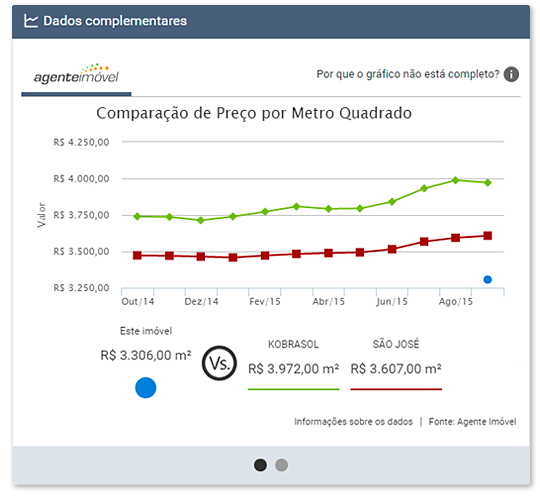 Dados complementares
agenteimóvel
Por que o gráfico não está completo? i
Comparação de Preço por Metro Quadrado
R$ 4.250,00
R$ 4.000,00
R$ 3.750,00
R$ 3.500,00
R$ 3.250,00
Valor
Out/14 Dez/14 Fev/15 Abr/15 Jun/15 Ago/15
Este imóvel
R$ 3.306,00 m²
Vs.
KOBRASOL
R$ 3.972,00 m²
SÃO JOSÉ
R$ 3.607,00 m²
Informações sobre os dados | Fonte: Agente Imóvel